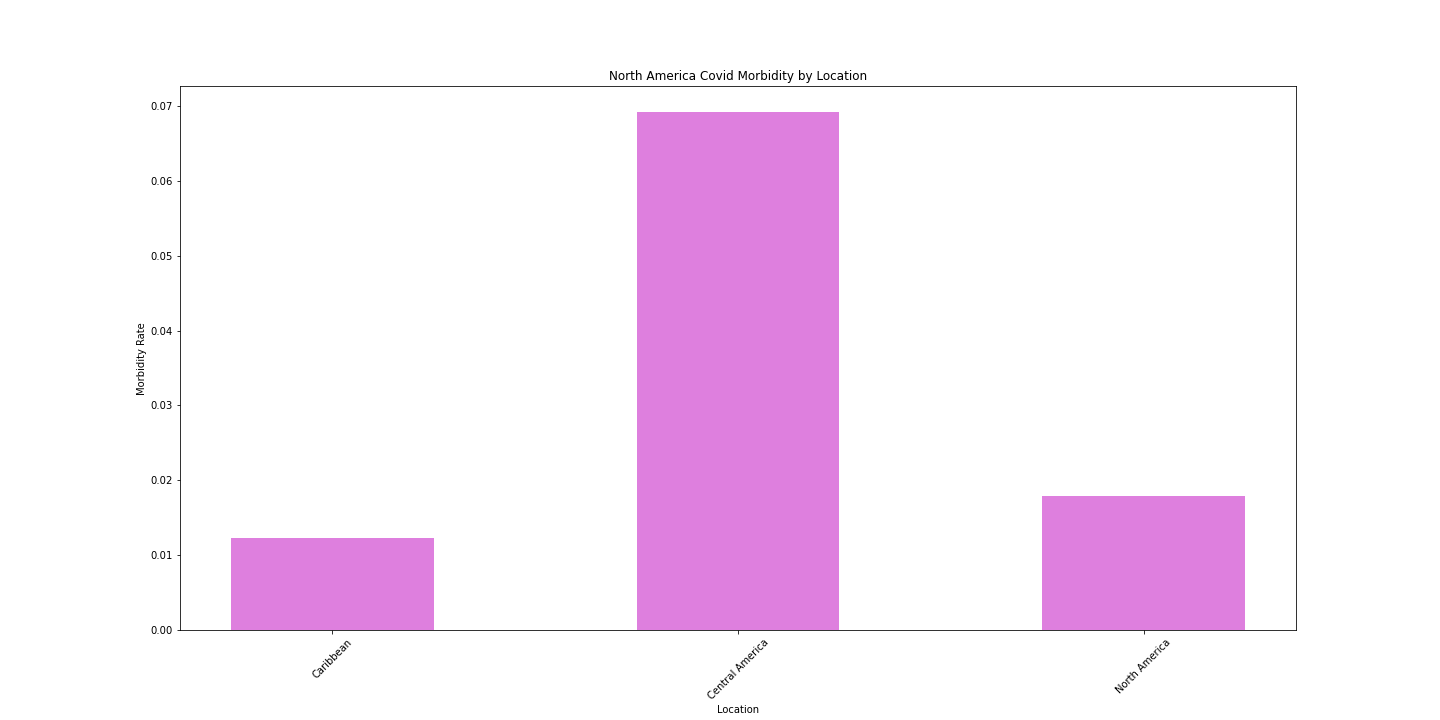 North America Covid Morbidity by Location
0.07
0.06
0.05
0.04
0.03
0.02
0.01
0.00
Morbidity Rate
Caribbean
Central America
North America
Location